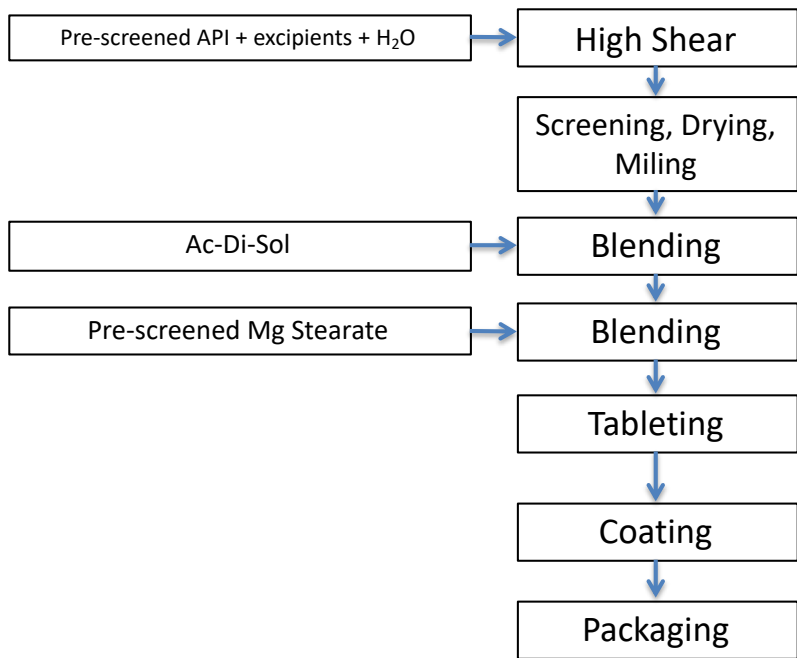 Pre-screened API + excipients + H₂O
High Shear
Screening, Drying,
Miling
Ac-Di-Sol
Blending
Pre-screened Mg Stearate
Blending
Tableting
Coating
Packaging